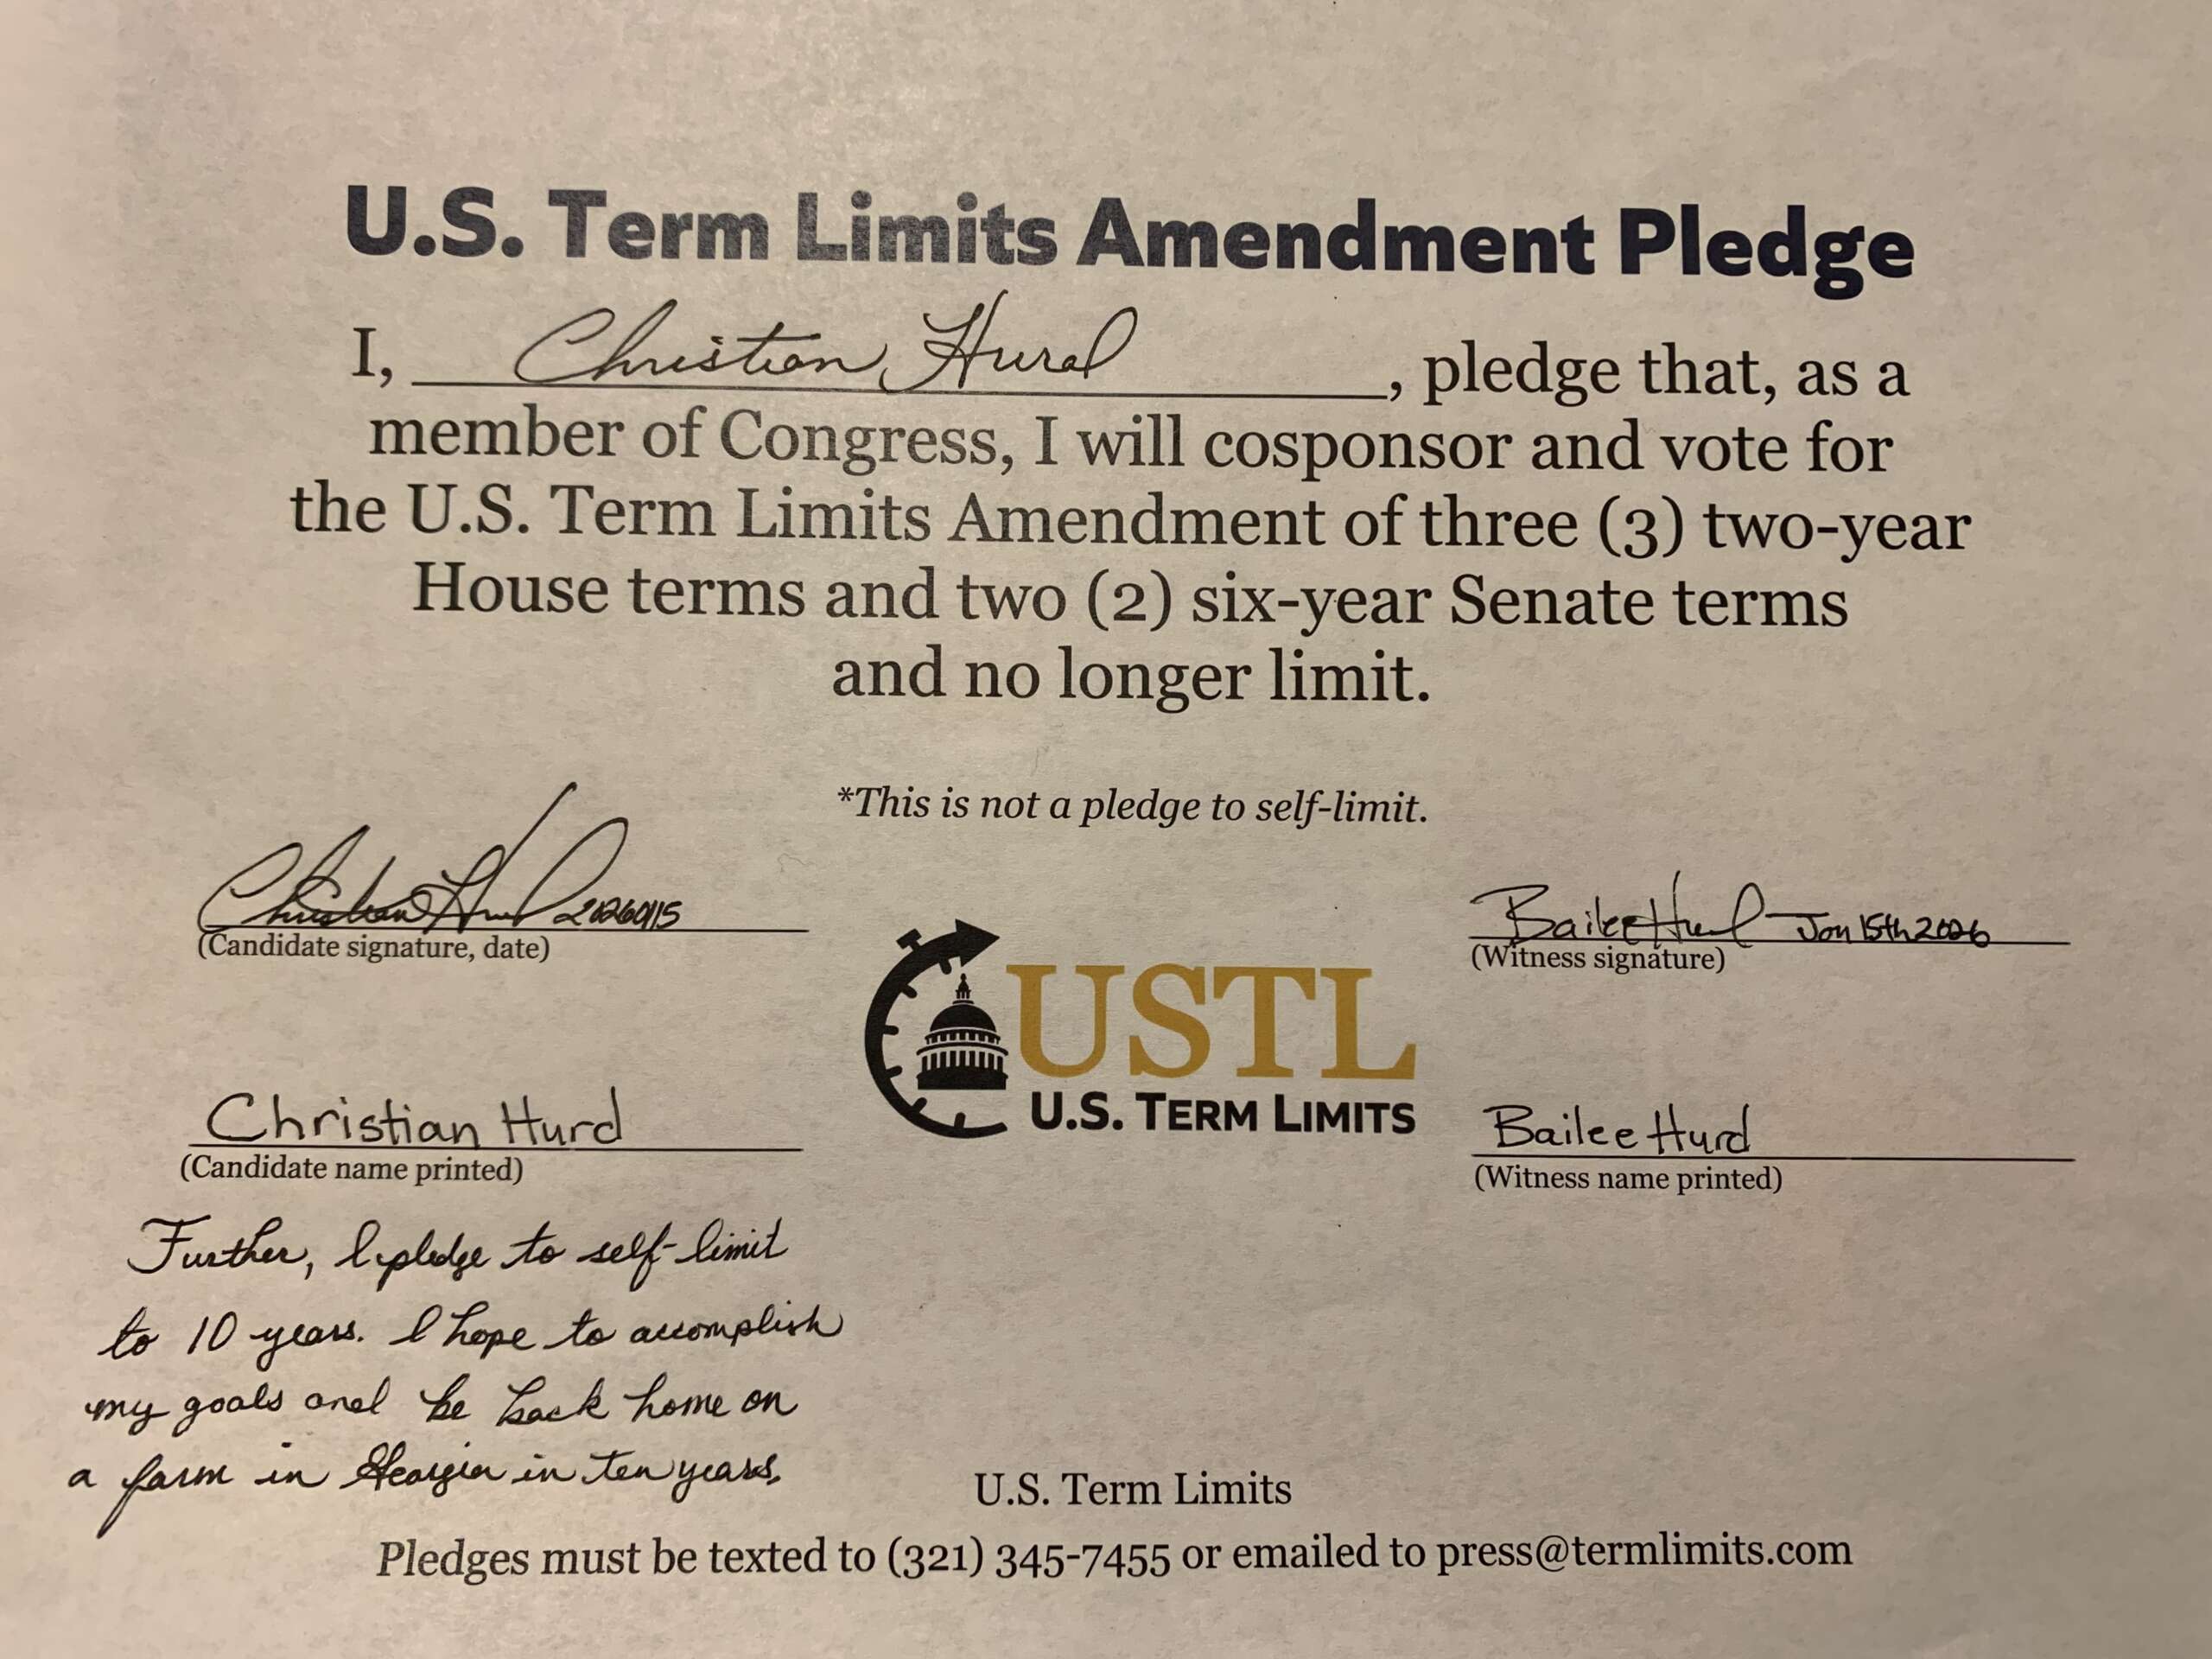 U.S. Term Limits Amendment Pledge
I, Christian Hurd, pledge that, as a
member of Congress, I will cosponsor and vote for
the U.S. Term Limits Amendment of three (3) two-year
House terms and two (2) six-year Senate terms
and no longer limit.
*This is not a pledge to self-limit.
Christian Hurd 20260115
(Candidate signature, date)
Bailee Hurd Jan 15th 2026
(Witness signature)
USTL
U.S. TERM LIMITS
Christian Hurd
(Candidate name printed)
Bailee Hurd
(Witness name printed)
Further, I pledge to self-limit
to 10 years. I hope to accomplish
my goals and be back home on
a farm in Georgia in ten years.
U.S. Term Limits
Pledges must be texted to (321) 345-7455 or emailed to press@termlimits.com